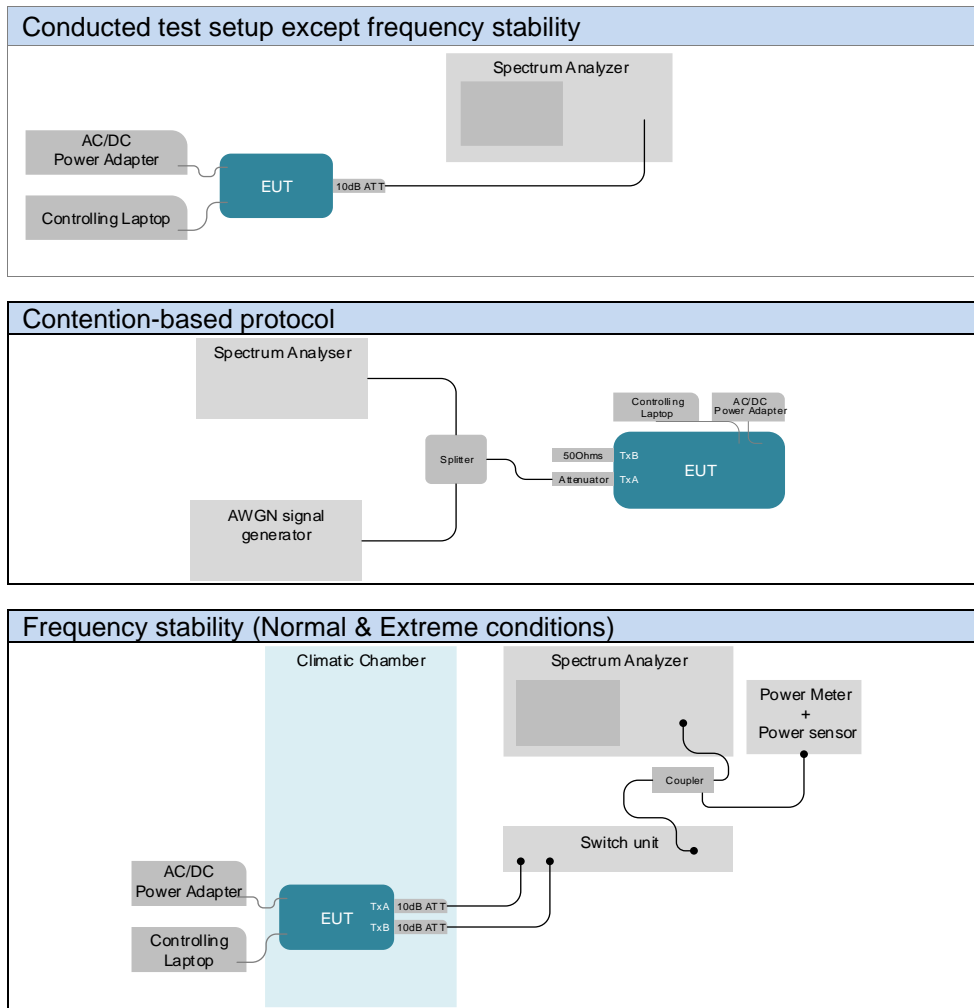 Conducted test setup except frequency stability
Spectrum Analyzer
AC/DC
Power Adapter
EUT
10dB ATT
Controlling Laptop
Contention-based protocol
Spectrum Analyser
Controlling
Laptop
AC/DC
Power Adapter
Splitter
50Ohms
TxB
EUT
Attenuator
TxA
AWGN signal
generator
Frequency stability (Normal & Extreme conditions)
Climatic Chamber
Spectrum Analyzer
Power Meter
+
Power sensor
Coupler
Switch unit
AC/DC
Power Adapter
EUT
TxA
10dB ATT
TxB
10dB ATT
Controlling
Laptop